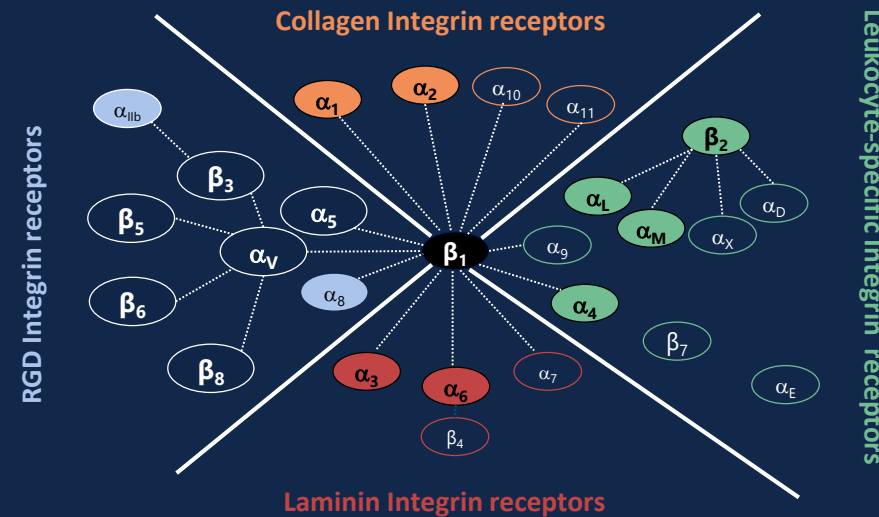 Collagen Integrin receptors
RGD Integrin receptors
Leukocyte-specific Integrin receptors
α1
α2
α10
α11
αIIb
β3
β5
α5
αV
β6
α8
β8
β1
β2
αL
αM
αX
αD
α9
α4
β7
αE
α3
α6
α7
β4
Laminin Integrin receptors